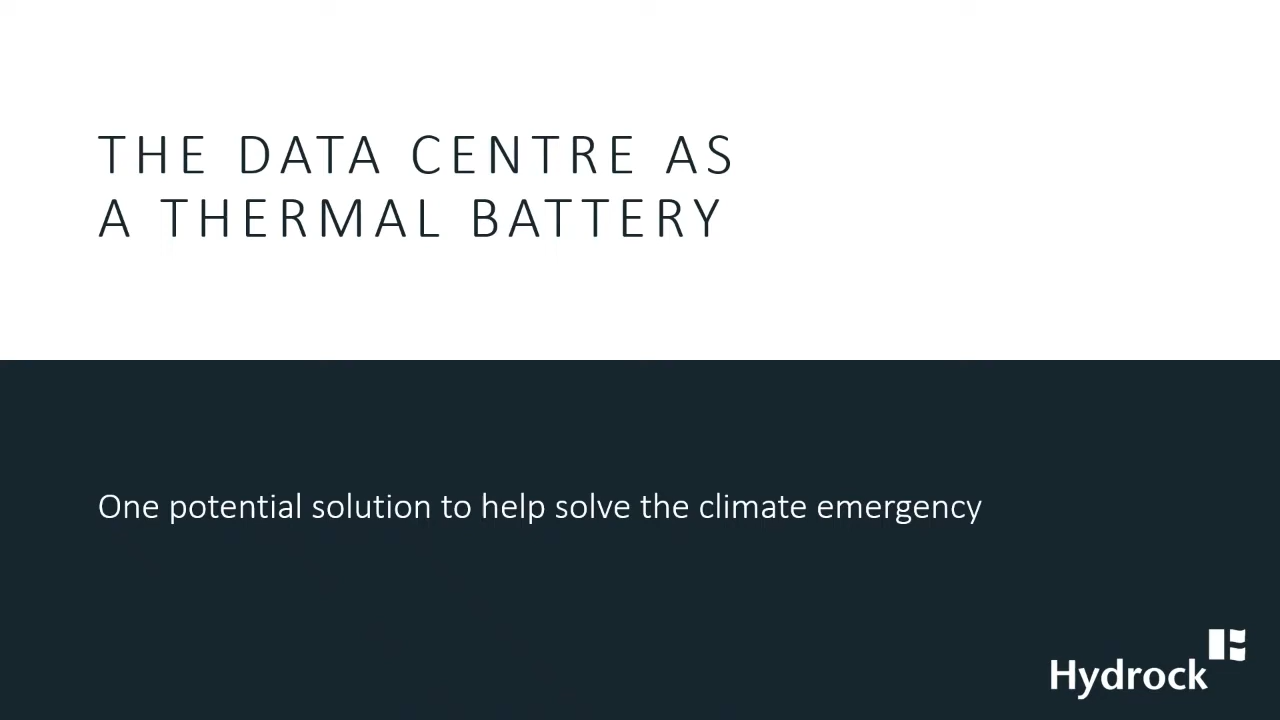 THE DATA CENTRE AS
A THERMAL BATTERY
One potential solution to help solve the climate emergency
Hydrock